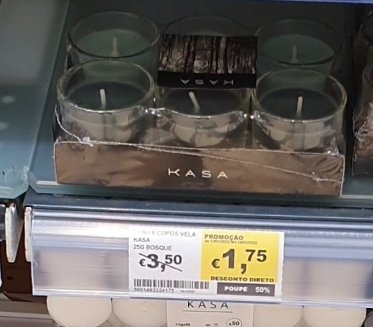 KASA
KASA
6 COPOS VELA
KASA
25G BOSQUE
€3,50
PROMOÇÃO
€1,75
DESCONTO DIRETO
POUPE 50%
KASA